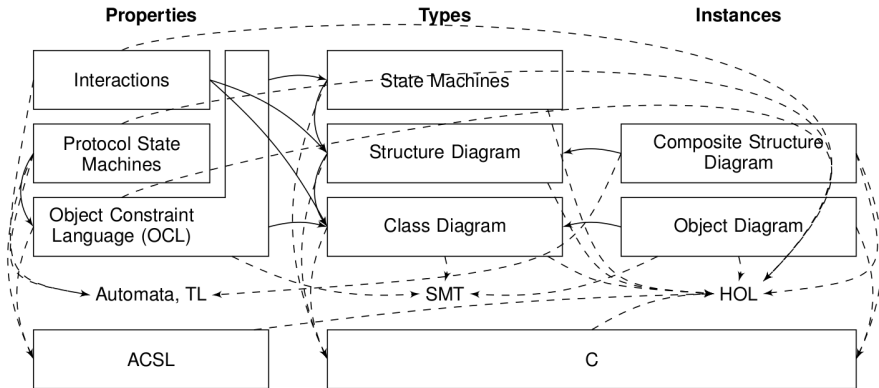 Properties
Types
Instances
Interactions
State Machines
Protocol State
Machines
Structure Diagram
Composite Structure
Diagram
Object Constraint
Language (OCL)
Class Diagram
Object Diagram
Automata, TL
SMT
HOL
ACSL
C